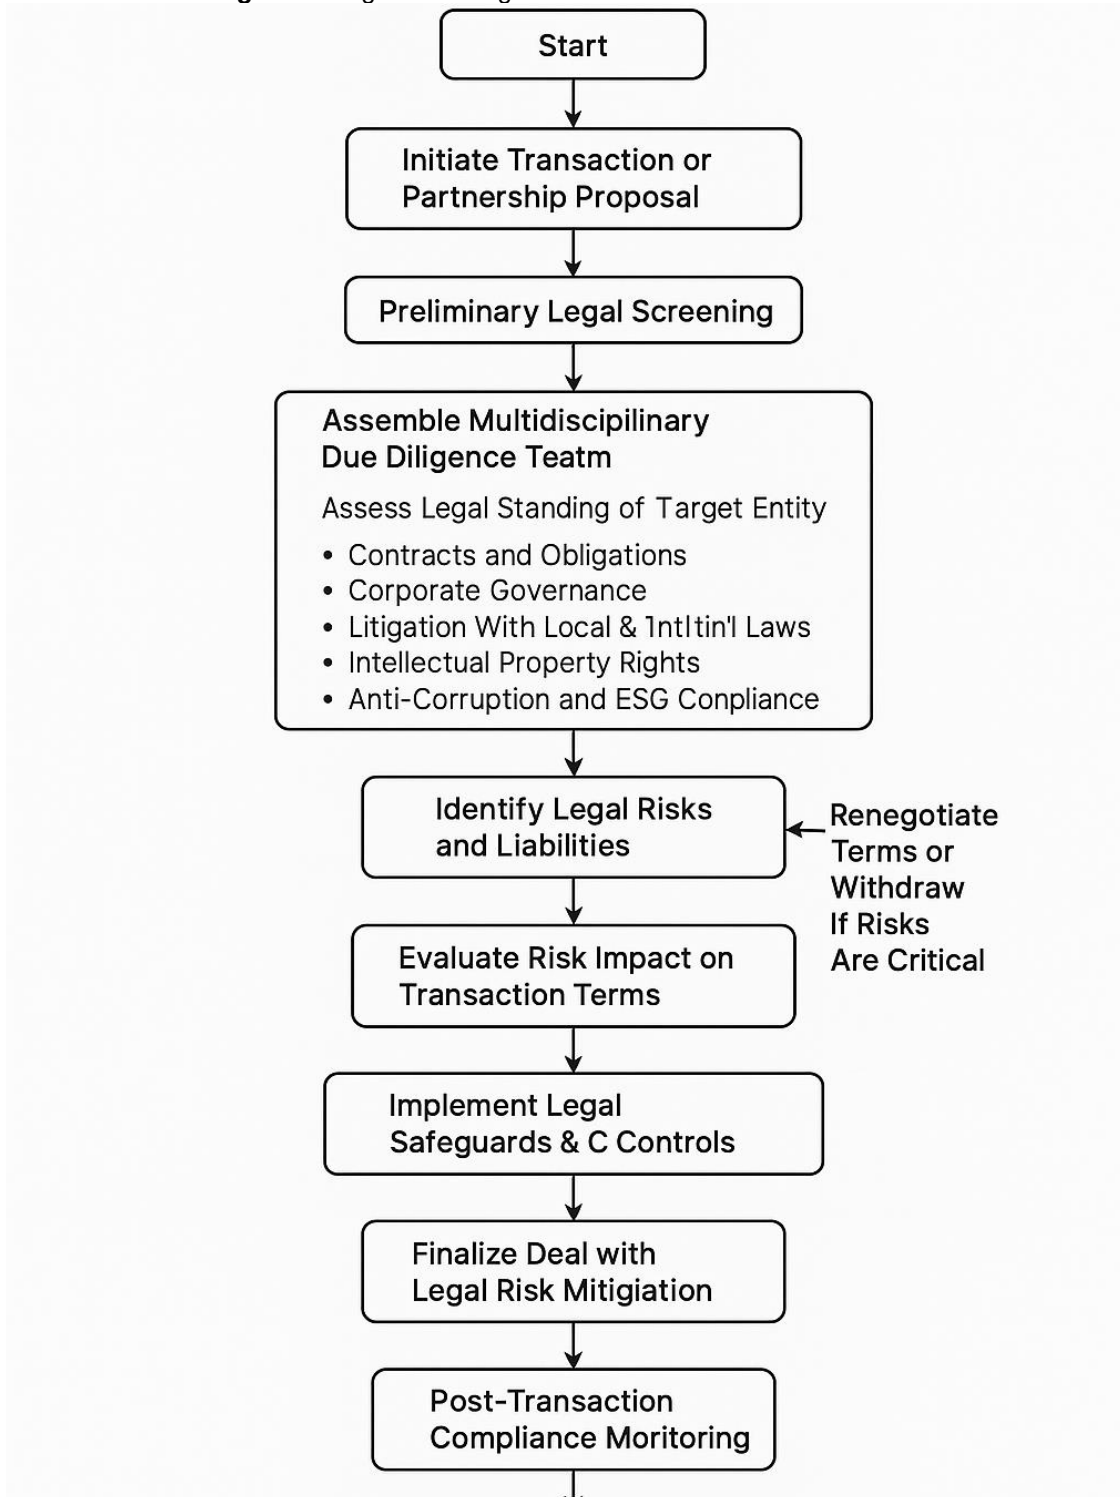 Start
Initiate Transaction or
Partnership Proposal
Preliminary Legal Screening
Assemble Multidiscipilinary
Due Diligence Teatm
Assess Legal Standing of Target Entity
• Contracts and Obligations
• Corporate Governance
• Litigation With Local & 1ntltin'l Laws
• Intellectual Property Rights
• Anti-Corruption and ESG Conpliance
Identify Legal Risks
and Liabilities
Renegotiate
Terms or
Withdraw
If Risks
Are Critical
Evaluate Risk Impact on
Transaction Terms
Implement Legal
Safeguards & C Controls
Finalize Deal with
Legal Risk Mitigiation
Post-Transaction
Compliance Moritoring